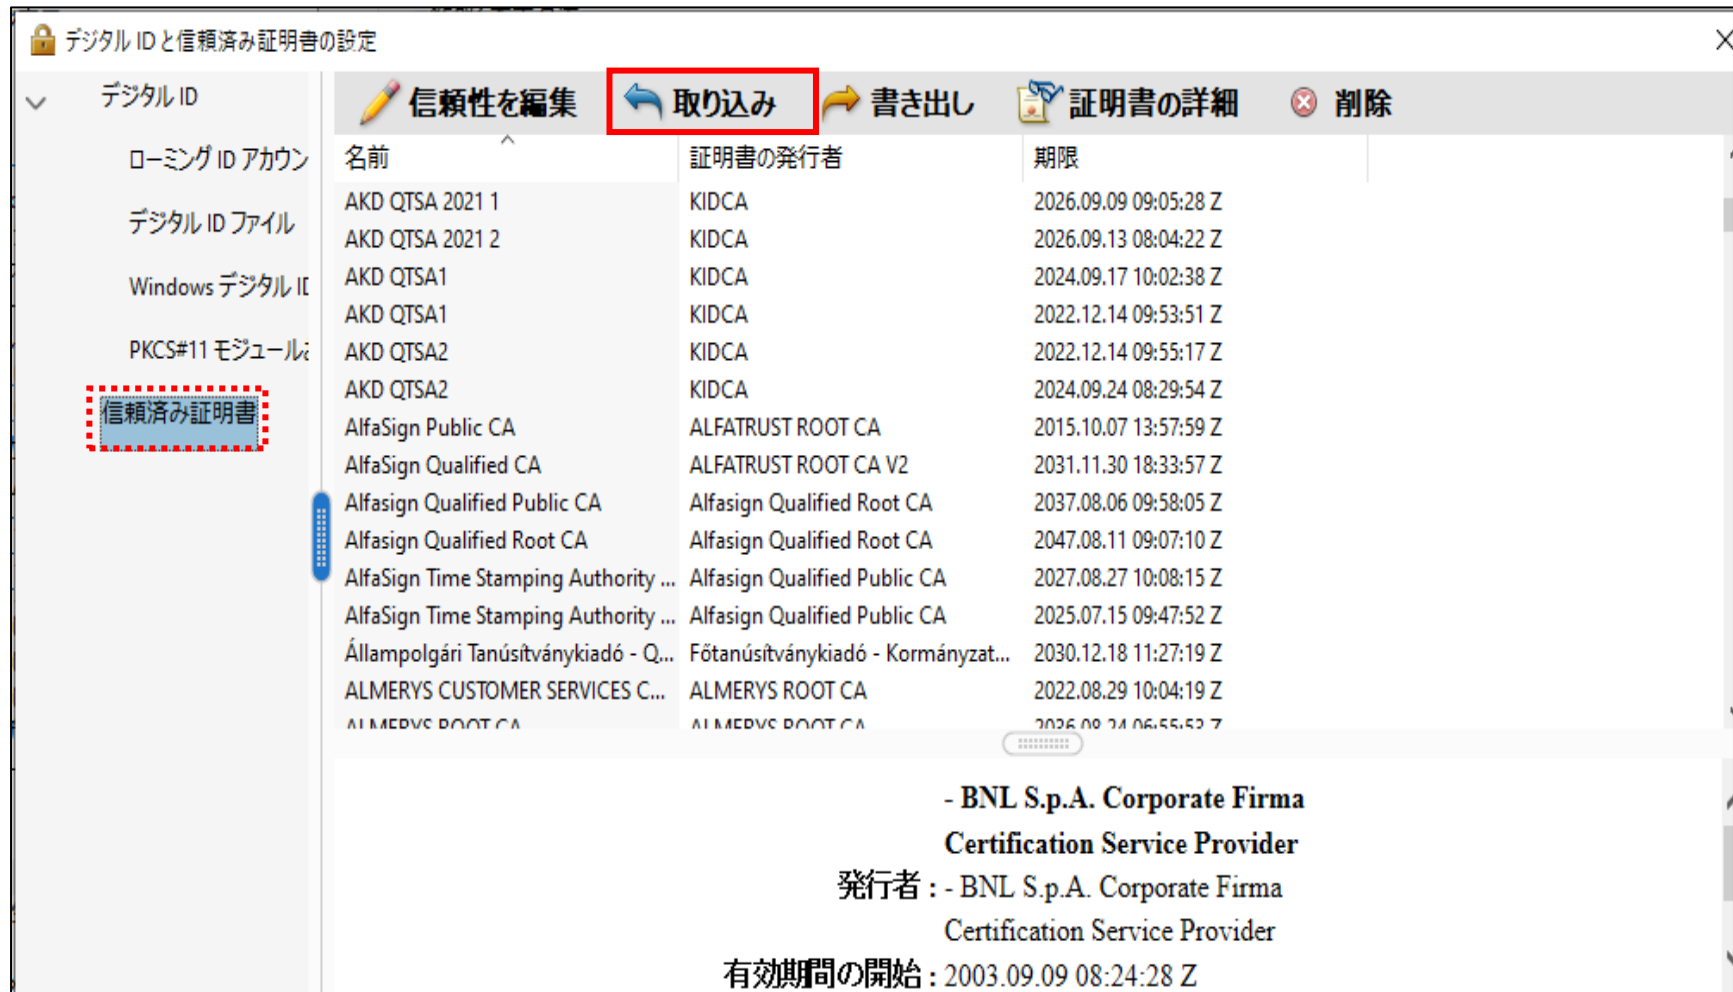 デジタル IDと信頼済み証明書の設定
デジタル ID
ローミング ID アカウン
デジタル ID ファイル
Windows デジタル ID
PKCS#11 モジュール
信頼済み証明書
信頼性を編集 取り込み 書き出し 証明書の詳細 削除
名前 証明書の発行者 期限
AKD QTSA 2021 1 KIDCA 2026.09.09 09:05:28 Z
AKD QTSA 2021 2 KIDCA 2026.09.13 08:04:22 Z
AKD QTSA1 KIDCA 2024.09.17 10:02:38 Z
AKD QTSA1 KIDCA 2022.12.14 09:53:51 Z
AKD QTSA2 KIDCA 2022.12.14 09:55:17 Z
AKD QTSA2 KIDCA 2024.09.24 08:29:54 Z
AlfaSign Public CA ALFATRUST ROOT CA 2015.10.07 13:57:59 Z
AlfaSign Qualified CA ALFATRUST ROOT CA V2 2031.11.30 18:33:57 Z
Alfasign Qualified Public CA Alfasign Qualified Root CA 2037.08.06 09:58:05 Z
Alfasign Qualified Root CA Alfasign Qualified Root CA 2047.08.11 09:07:10 Z
AlfaSign Time Stamping Authority ... Alfasign Qualified Public CA 2027.08.27 10:08:15 Z
AlfaSign Time Stamping Authority ... Alfasign Qualified Public CA 2025.07.15 09:47:52 Z
Állampolgári Tanúsítványkiadó - Q... Főtanúsítványkiadó - Kormányzat... 2030.12.18 11:27:19 Z
ALMERYS CUSTOMER SERVICES C... ALMERYS ROOT CA 2022.08.29 10:04:19 Z
ALMERYS ROOT CA ALMERYS ROOT CA 2026.08.24 06:55:53 Z
- BNL S.p.A. Corporate Firma
Certification Service Provider
発行者 : - BNL S.p.A. Corporate Firma
Certification Service Provider
有効期間の開始 : 2003.09.09 08:24:28 Z